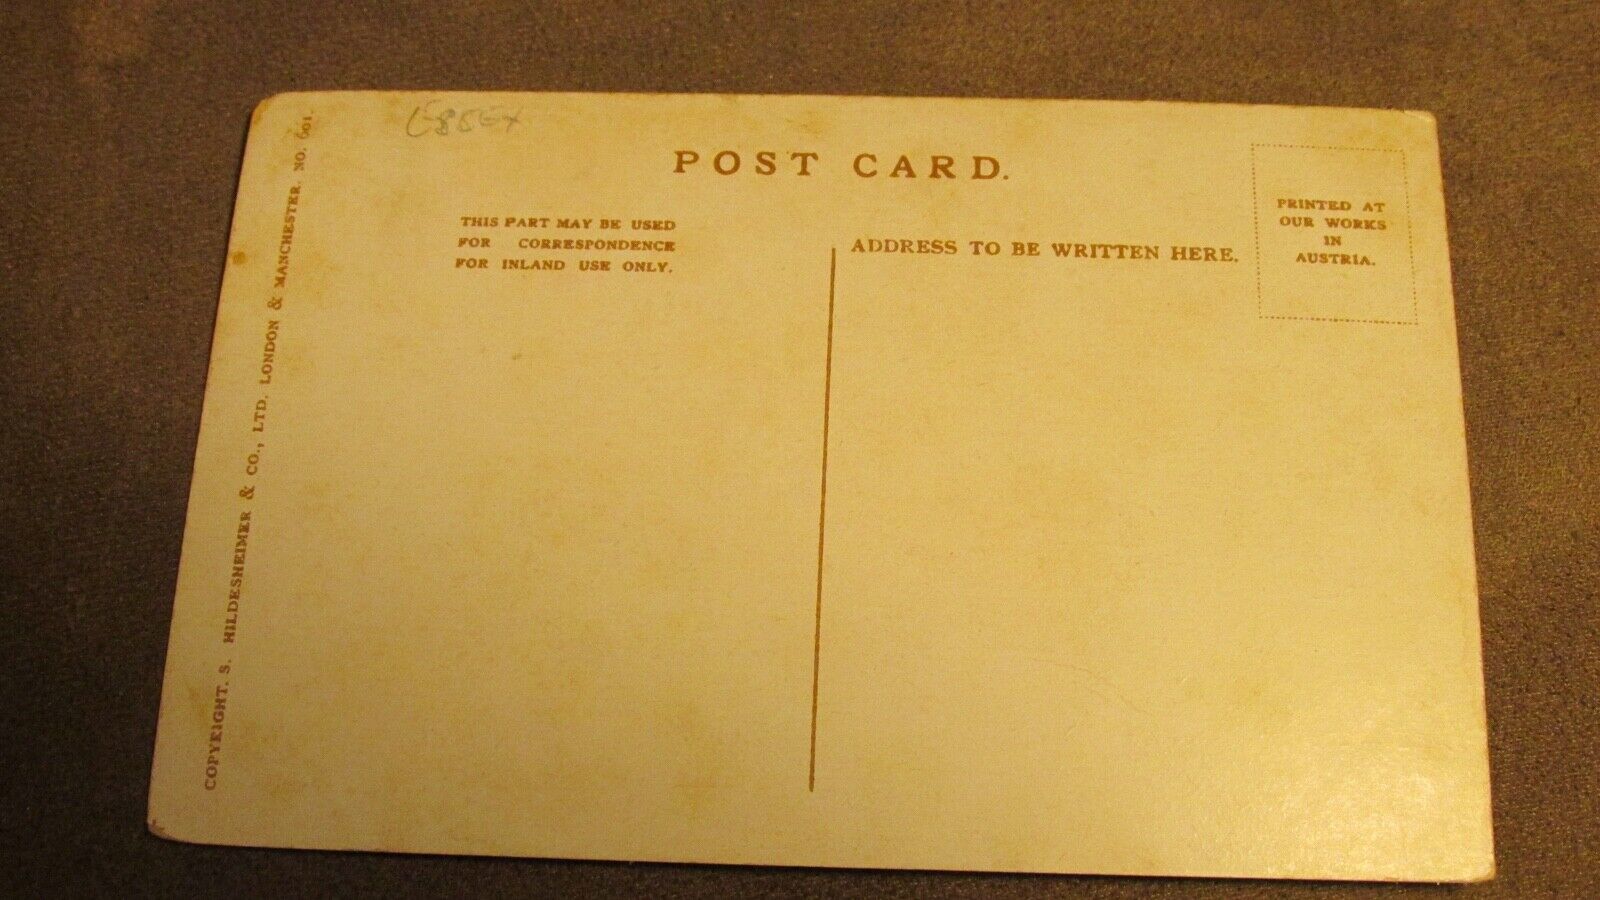 POST CARD.
THIS PART MAY BE USED
FOR CORRESPONDENCE
FOR INLAND USE ONLY.
ADDRESS TO BE WRITTEN HERE.
PRINTED AT
OUR WORKS
IN
AUSTRIA.
COPYRIGHT. S. HILDESHEIMER & CO., LTD. LONDON & MANCHESTER. NO. 601.